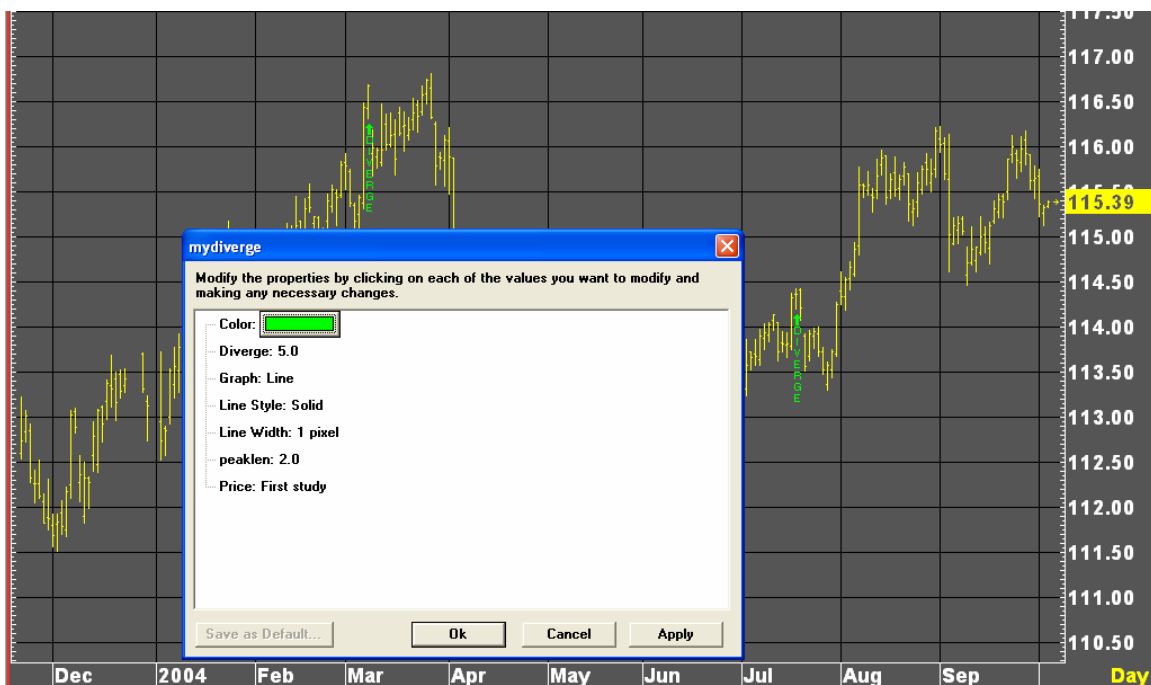 117.50
117.00
116.50
116.00
115.50
115.39
115.00
114.50
114.00
113.50
113.00
112.50
112.00
111.50
111.00
110.50
DIVERGE
DIVERGE
mydiverge
Modify the properties by clicking on each of the values you want to modify and
making any necessary changes.
Color:
Diverge: 5.0
Graph: Line
Line Style: Solid
Line Width: 1 pixel
peaklen: 2.0
Price: First study
Save as Default... Ok Cancel Apply
Dec 2004 Feb Mar Apr May Jun Jul Aug Sep Day